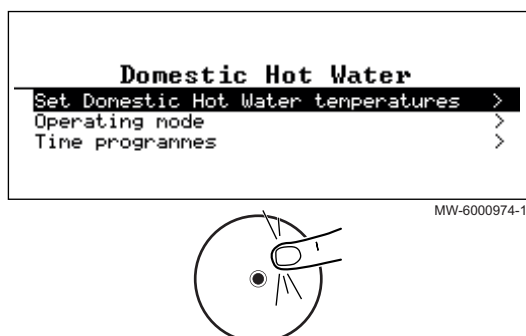 Domestic Hot Water
Set Domestic Hot Water temperatures >
Operating mode >
Time programmes >
MW-6000974-1